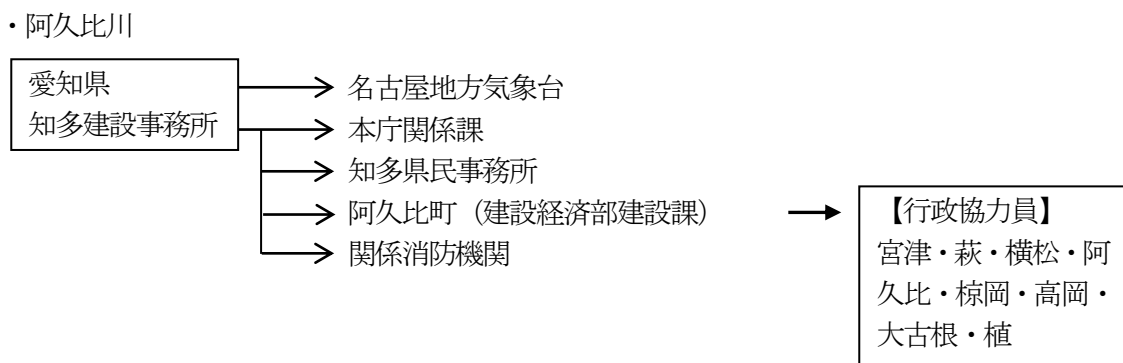 ・阿久比川
愛知県
知多建設事務所
名古屋地方気象台
本庁関係課
知多県民事務所
阿久比町（建設経済部建設課）
関係消防機関
【行政協力員】
宮津・萩・横松・阿
久比・椋岡・高岡・
大古根・植